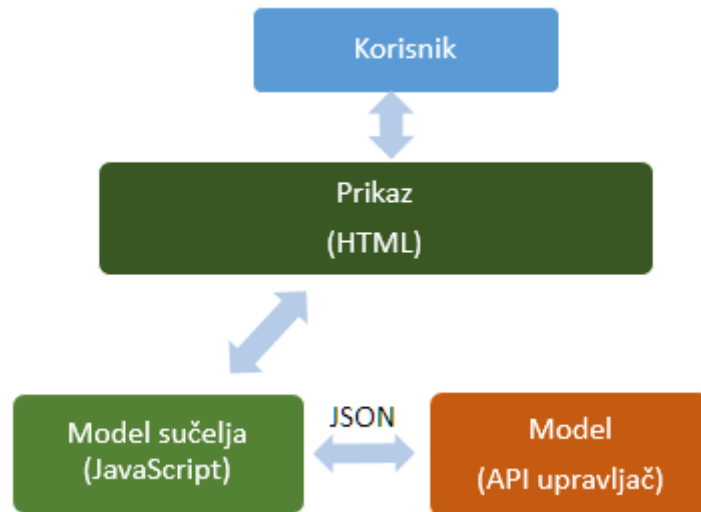 Korisnik
Prikaz
(HTML)
Model sučelja
(JavaScript)
JSON
Model
(API upravljač)